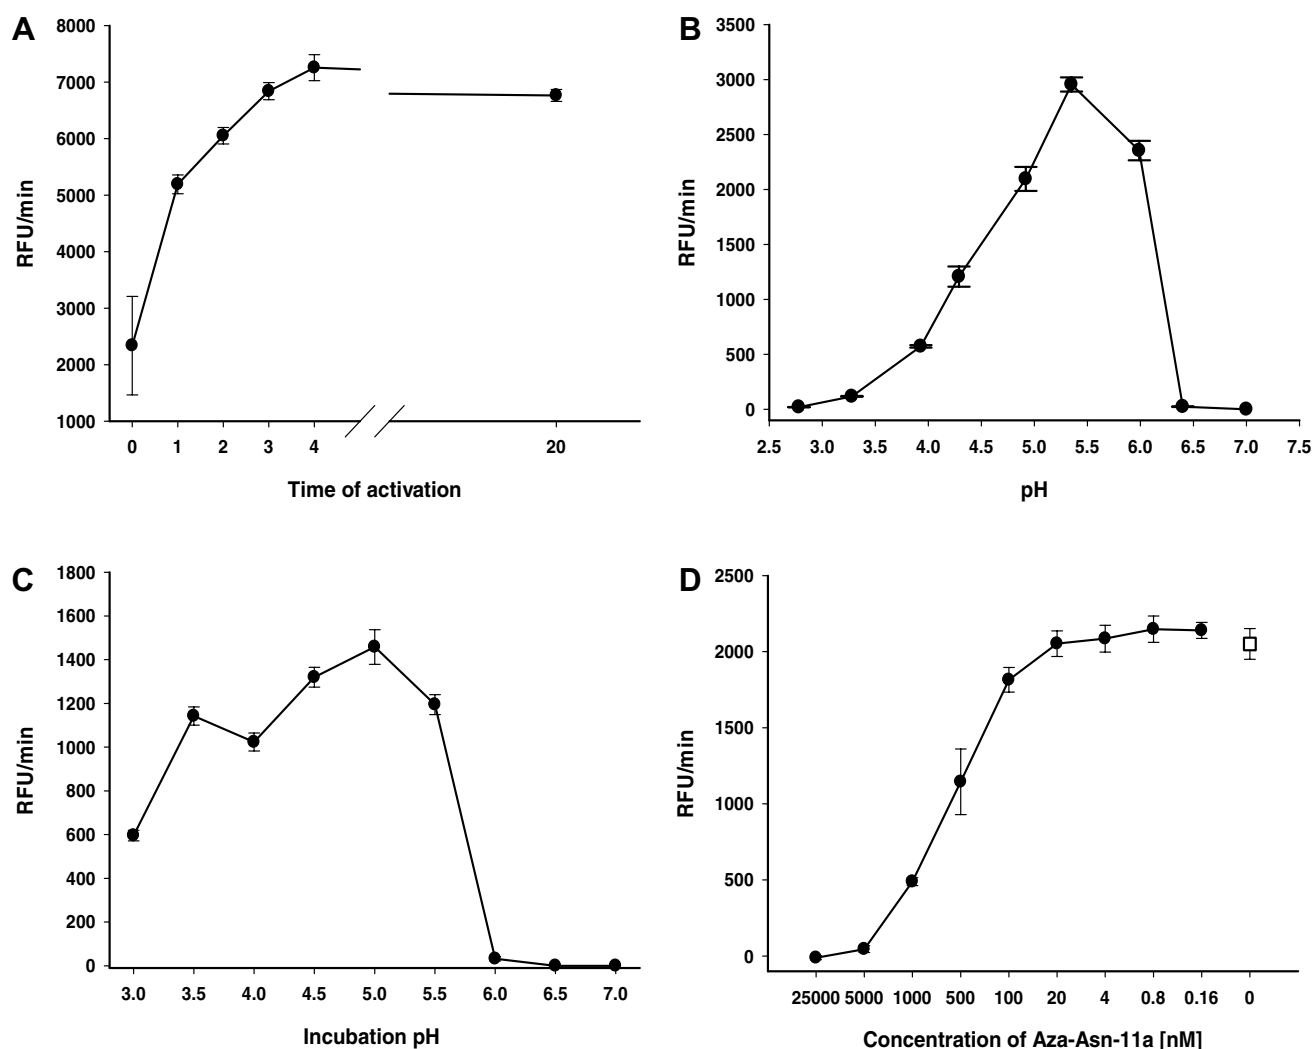 A
8000
7000
6000
5000
4000
3000
2000
1000
RFU/min
0 1 2 3 4 20
Time of activation
B
3500
3000
2500
2000
1500
1000
500
0
RFU/min
2.5 3.0 3.5 4.0 4.5 5.0 5.5 6.0 6.5 7.0 7.5
pH
C
1800
1600
1400
1200
1000
800
600
400
200
0
RFU/min
3.0 3.5 4.0 4.5 5.0 5.5 6.0 6.5 7.0
Incubation pH
D
2500
2000
1500
1000
500
0
RFU/min
25000 5000 1000 500 100 20 4 0.8 0.16 0
Concentration of Aza-Asn-11a [nM]